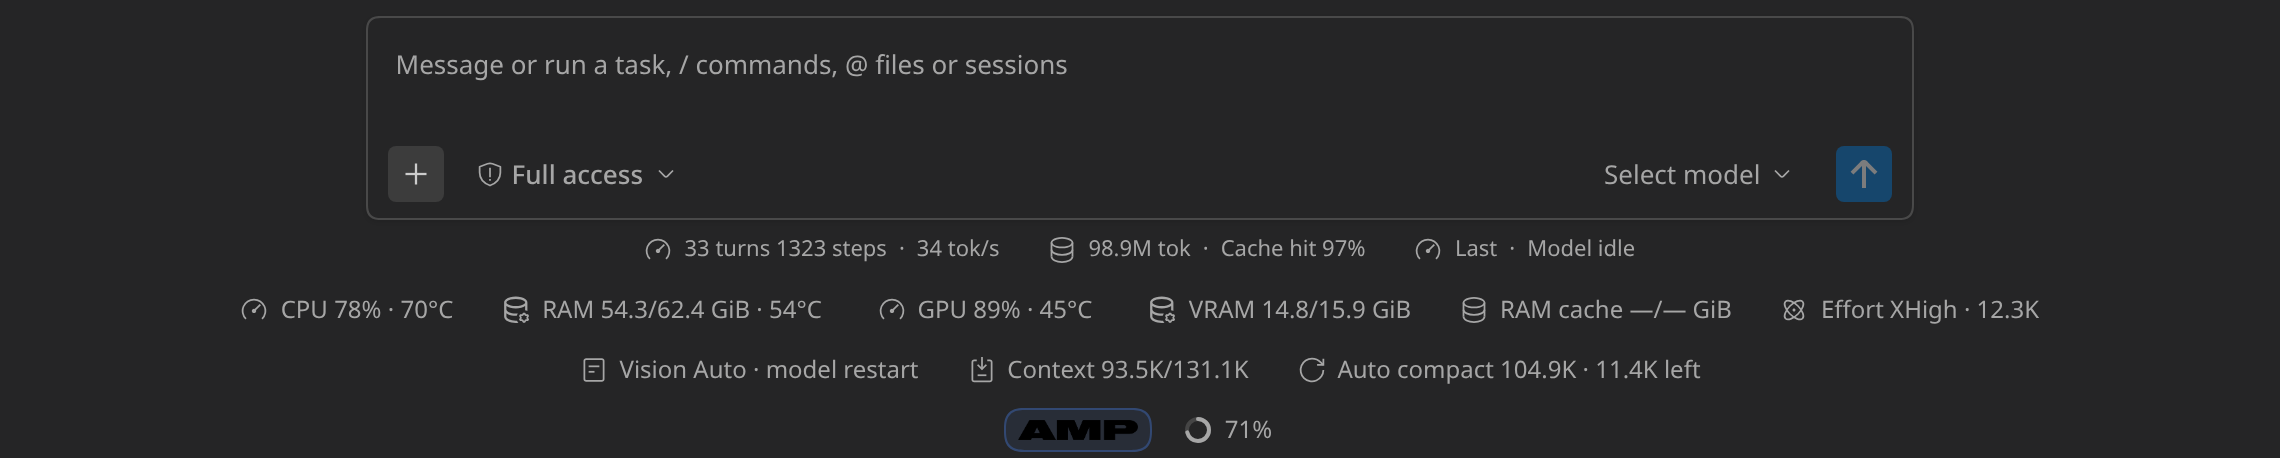 Message or run a task, / commands, @ files or sessions
Full access
Select model
33 turns 1323 steps · 34 tok/s 98.9M tok · Cache hit 97% Last · Model idle
CPU 78% · 70°C RAM 54.3/62.4 GiB · 54°C GPU 89% · 45°C VRAM 14.8/15.9 GiB RAM cache —/— GiB Effort XHigh · 12.3K
Vision Auto · model restart Context 93.5K/131.1K Auto compact 104.9K · 11.4K left
AMP 71%